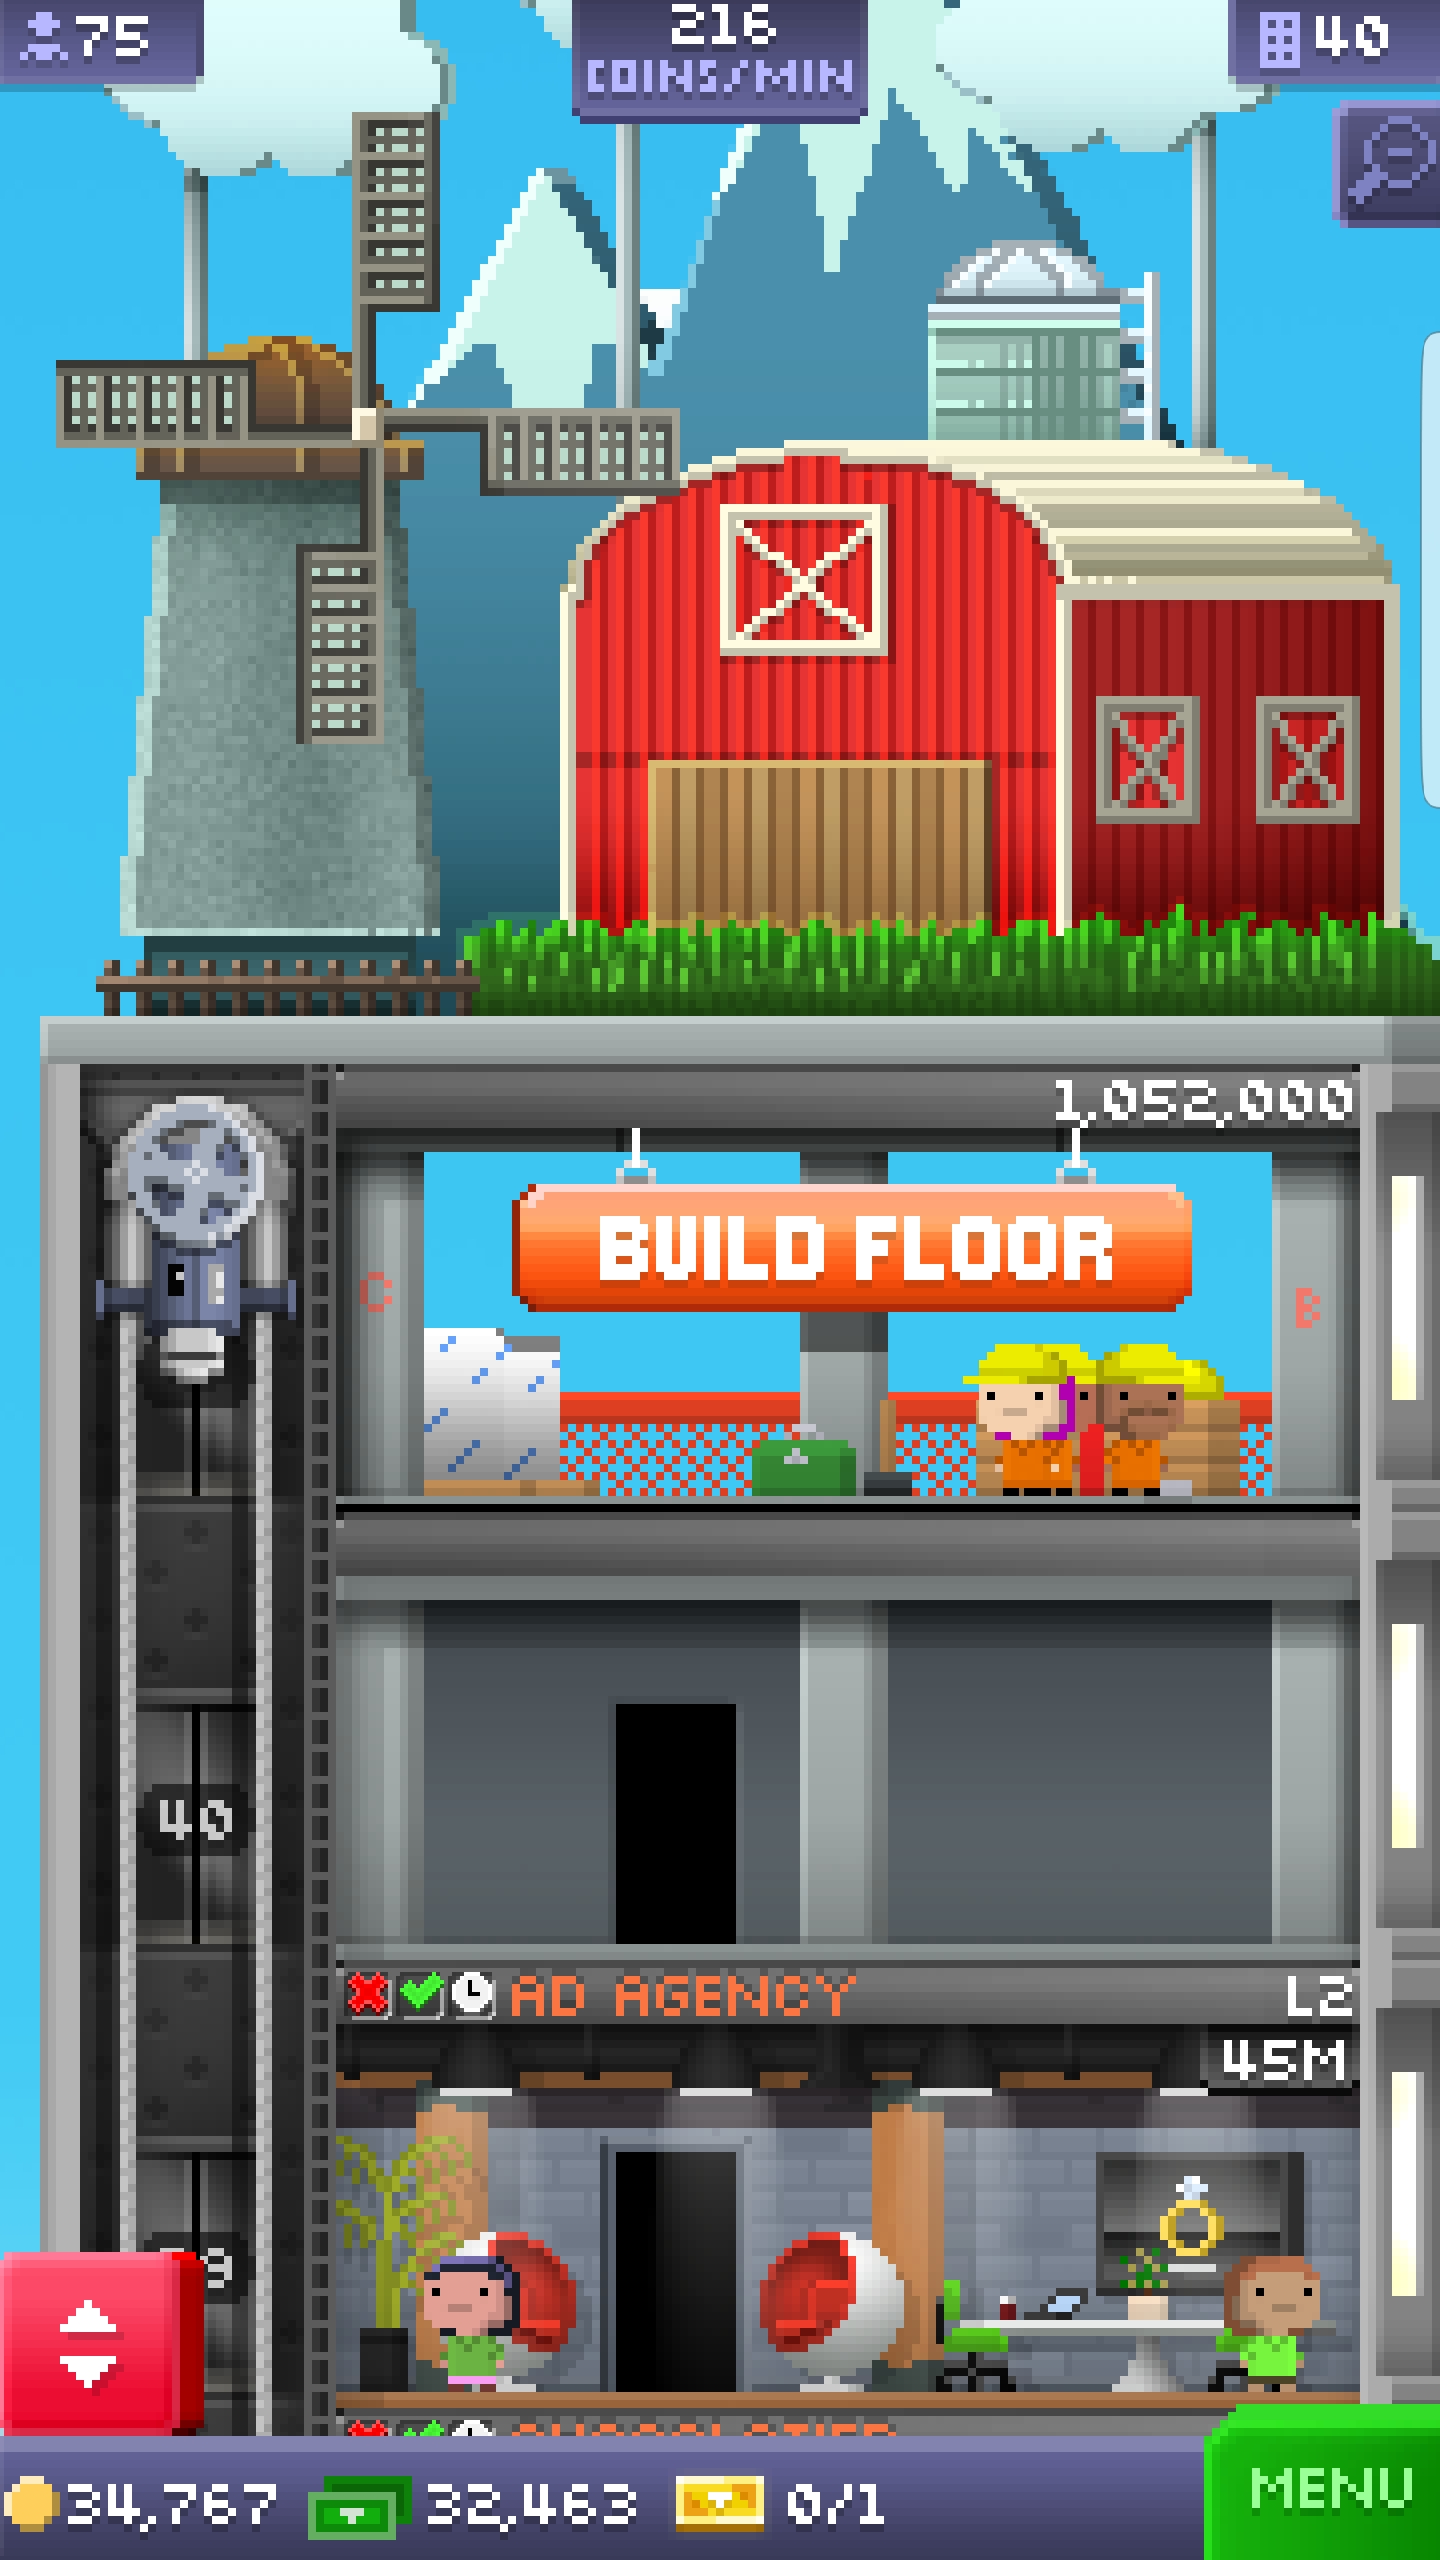 75
216
COINS/MIN
40
1,052,000
BUILD FLOOR
C
B
40
AD AGENCY
L2
45M
34,767
32,463
0/1
MENU